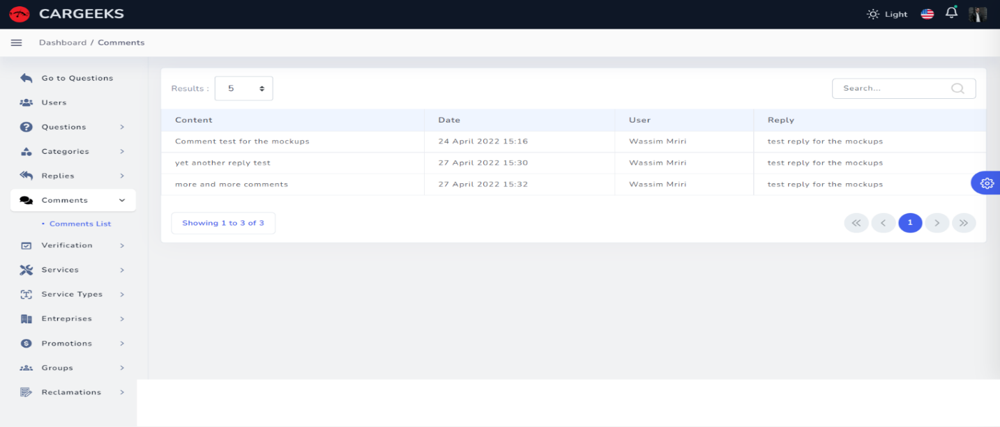 CARGEEKS
Light
Dashboard / Comments
Go to Questions
Users
Questions
Categories
Replies
Comments
• Comments List
Verification
Services
Service Types
Entreprises
Promotions
Groups
Reclamations
Results : 5
Search...
Content Date User Reply
Comment test for the mockups 24 April 2022 15:16 Wassim Mriri test reply for the mockups
yet another reply test 27 April 2022 15:30 Wassim Mriri test reply for the mockups
more and more comments 27 April 2022 15:32 Wassim Mriri test reply for the mockups
Showing 1 to 3 of 3
1